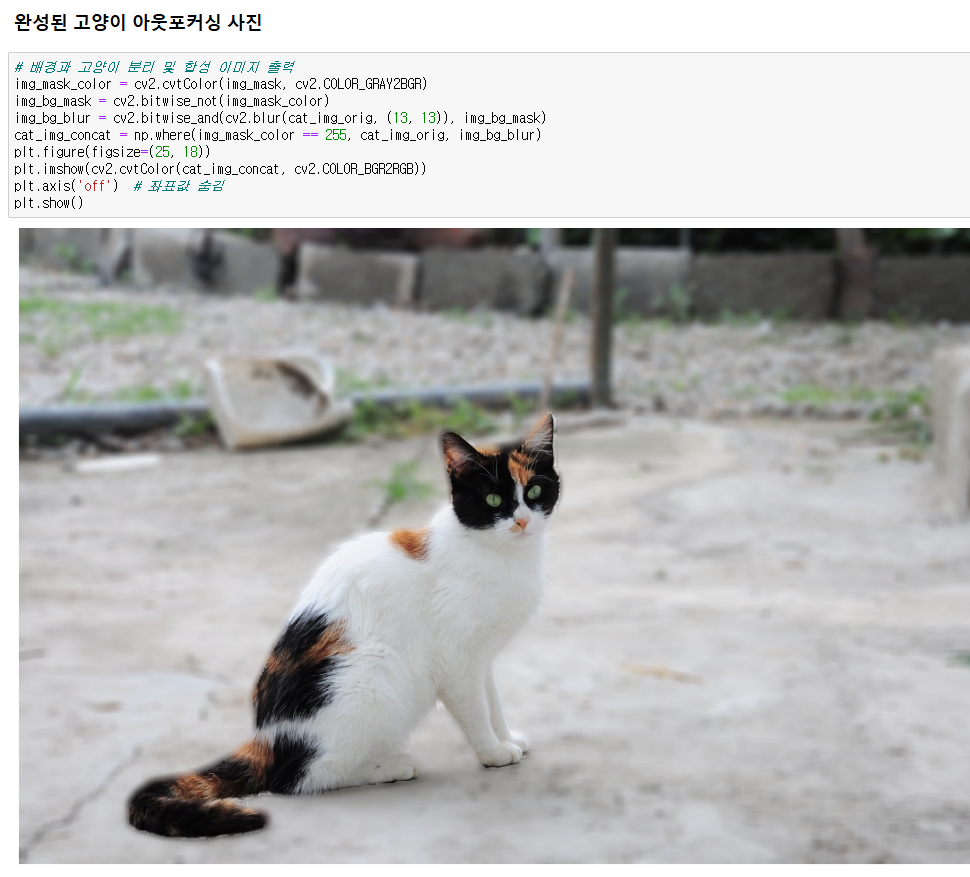 완성된 고양이 아웃포커싱 사진
# 배경과 고양이 분리 및 합성 이미지 출력
img_mask_color = cv2.cvtColor(img_mask, cv2.COLOR_GRAY2BGR)
img_bg_mask = cv2.bitwise_not(img_mask_color)
img_bg_blur = cv2.bitwise_and(cv2.blur(cat_img_orig, (13, 13)), img_bg_mask)
cat_img_concat = np.where(img_mask_color == 255, cat_img_orig, img_bg_blur)
plt.figure(figsize=(25, 18))
plt.imshow(cv2.cvtColor(cat_img_concat, cv2.COLOR_BGR2RGB))
plt.axis('off')  # 좌표값 숨김
plt.show()